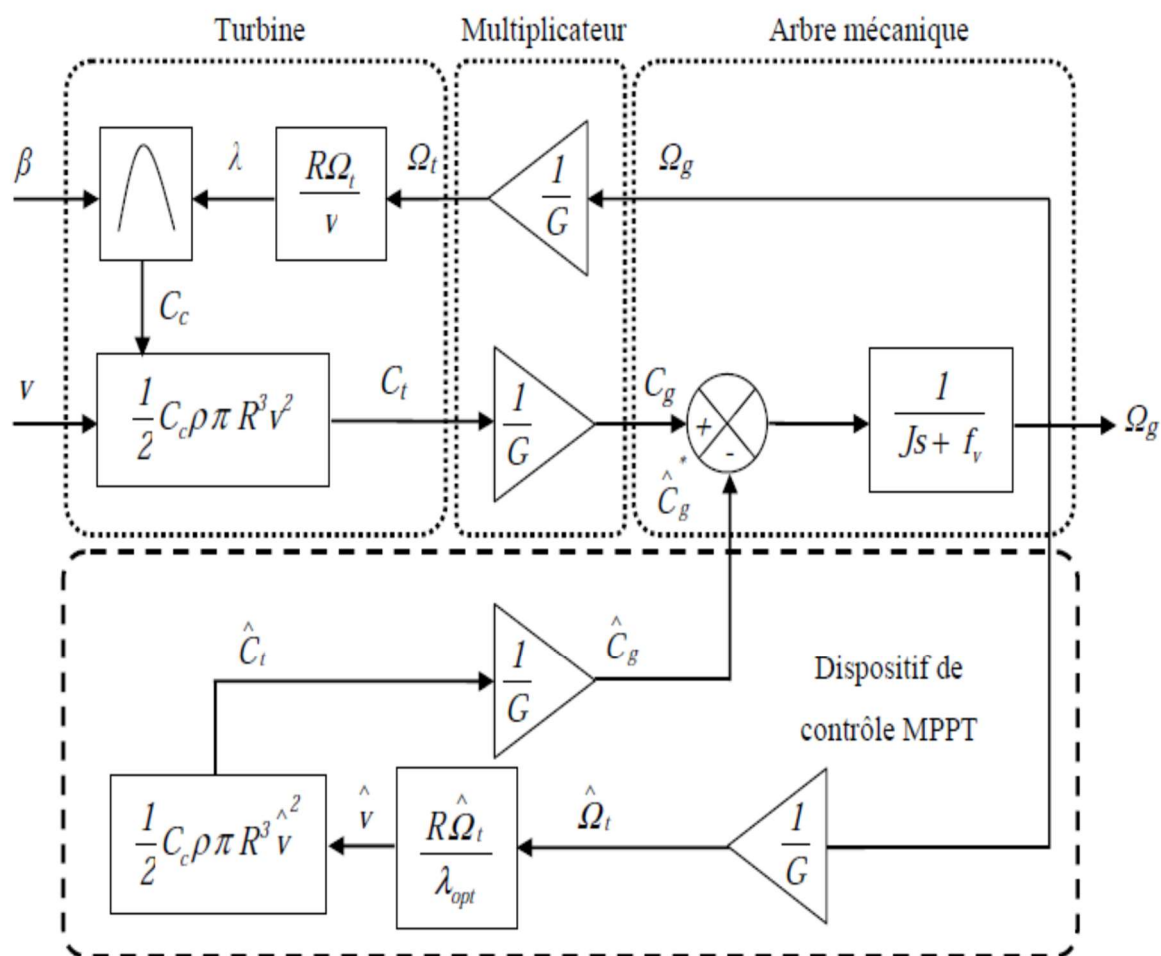 Turbine
Multiplicateur
Arbre mécanique
β
λ
RΩ_t / v
Ω_t
1 / G
Ω_g
C_c
v
1/2 C_c ρ π R^3 v^2
C_t
1 / G
C_g
+
-
Ĉ_g^*
1 / (Js + f_v)
Ω_g
Ĉ_t
1 / G
Ĉ_g
Dispositif de
contrôle MPPT
1/2 C_c ρ π R^3 v̂^2
v̂
R Ω̂_t / λ_opt
Ω̂_t
1 / G